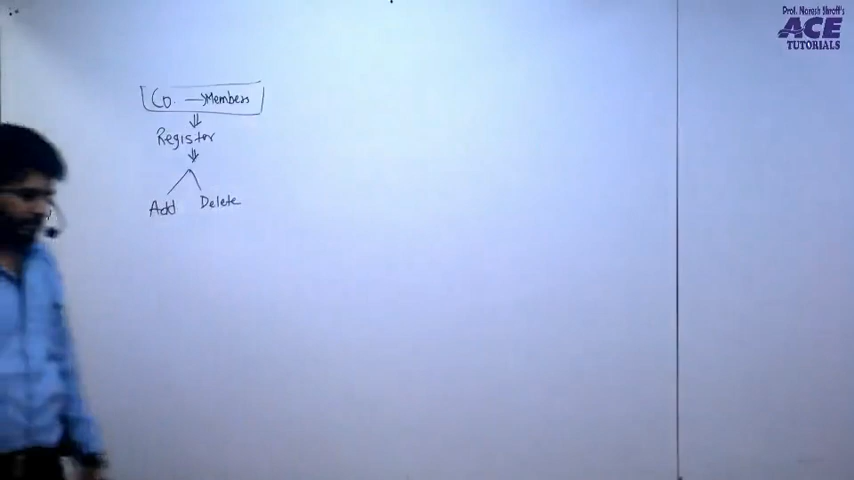 Prof. Naresh Shroff's
ACE
TUTORIALS
Co. → Members
Register
Add Delete